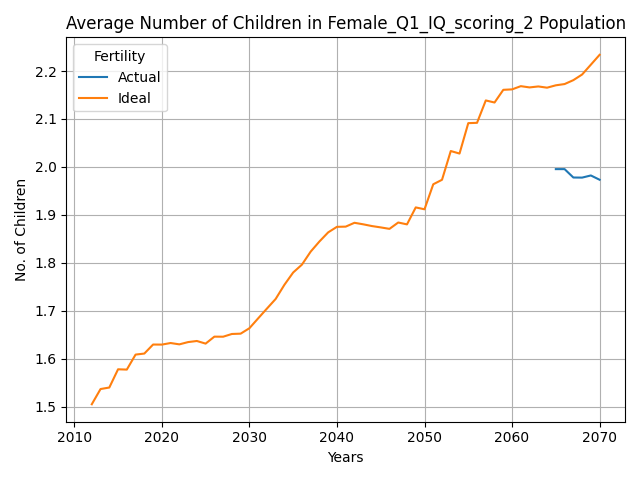 Average Number of Children in Female_Q1_IQ_scoring_2 Population
Fertility
Actual
Ideal
No. of Children
2.2
2.1
2.0
1.9
1.8
1.7
1.6
1.5
2010 2020 2030 2040 2050 2060 2070
Years